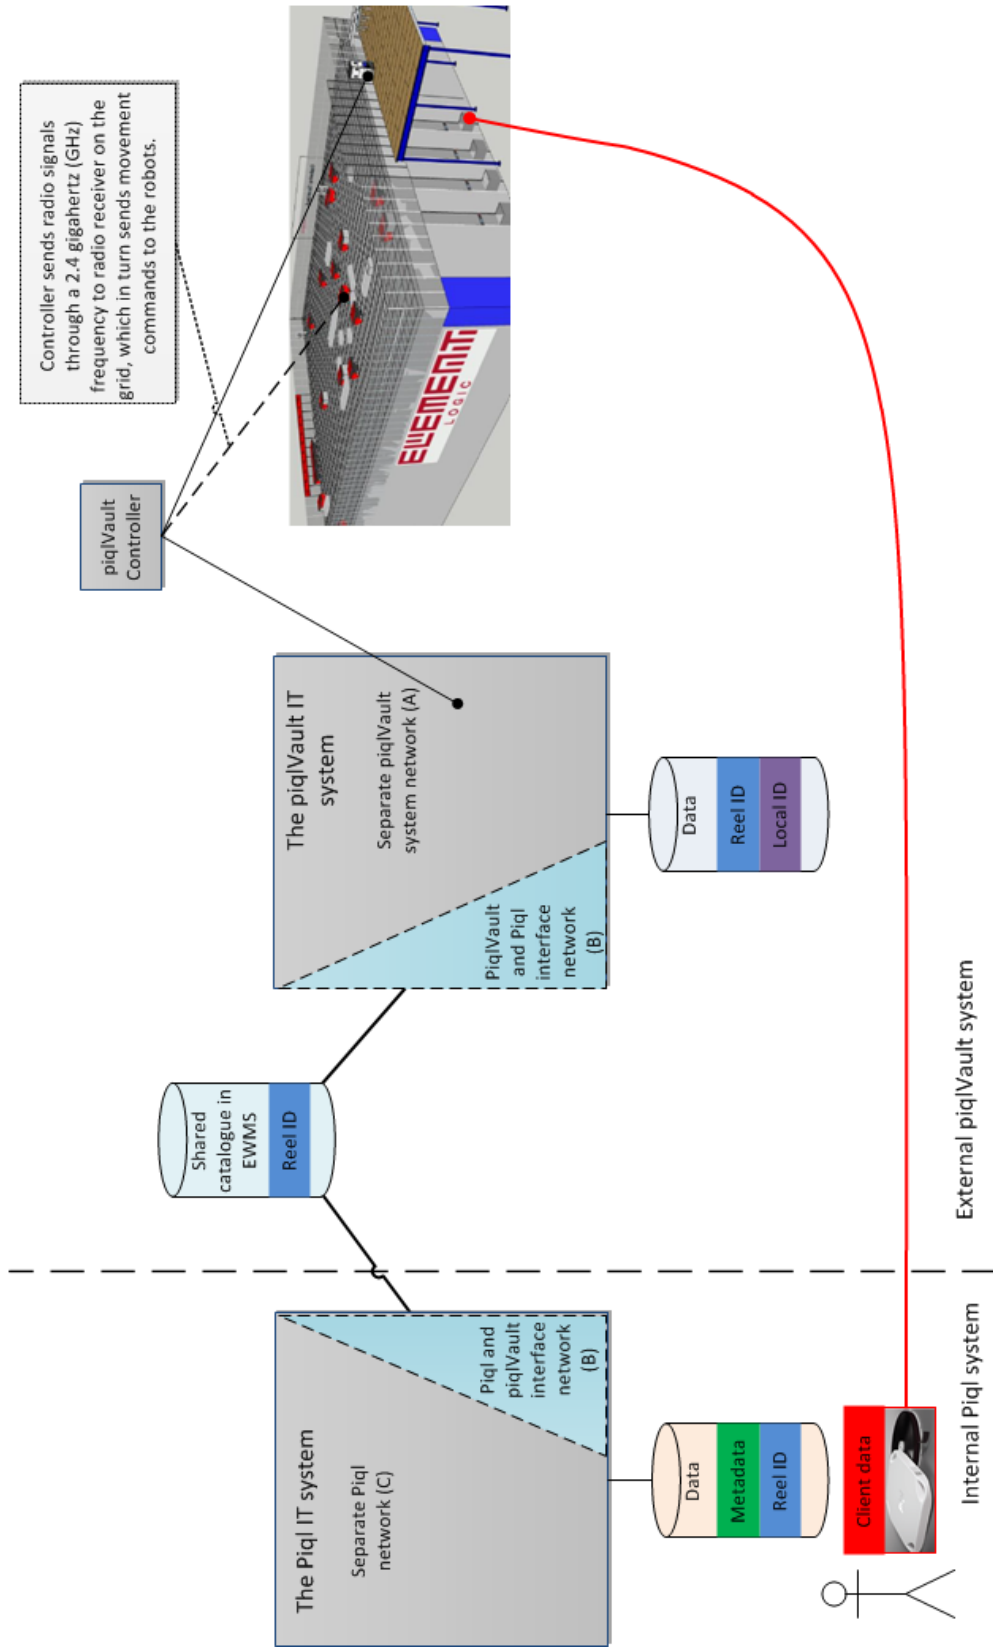 The Piql IT system
Separate Piql
network (C)
Piql and
piqlVault
interface
network
(B)
Data
Metadata
Reel ID
Client data
Internal Piql system
Shared
catalogue in
EWMS
Reel ID
The piqlVault IT
system
Separate piqlVault
system network (A)
PiqlVault
and Piql
interface
network
(B)
Data
Reel ID
Local ID
External piqlVault system
piqlVault
Controller
Controller sends radio signals
through a 2.4 gigahertz (GHz)
frequency to radio receiver on the
grid, which in turn sends movement
commands to the robots.
LOGIC